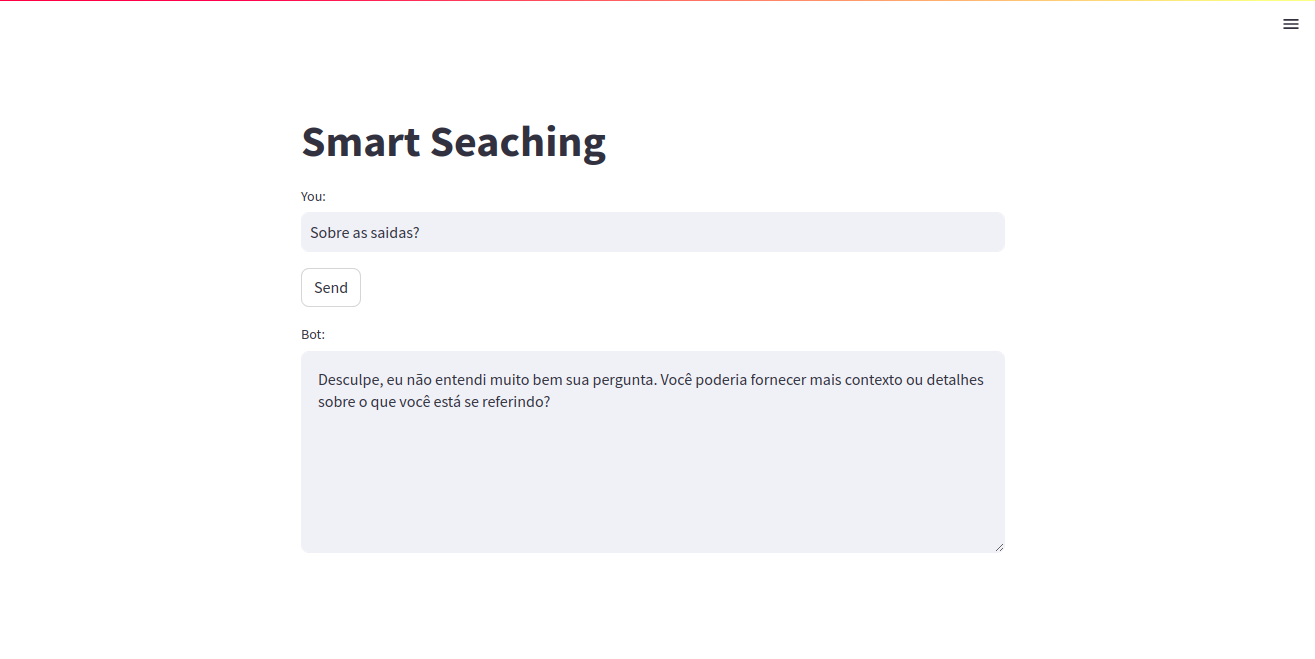 Smart Seaching
You:
Sobre as saidas?
Send
Bot:
Desculpe, eu não entendi muito bem sua pergunta. Você poderia fornecer mais contexto ou detalhes
sobre o que você está se referindo?